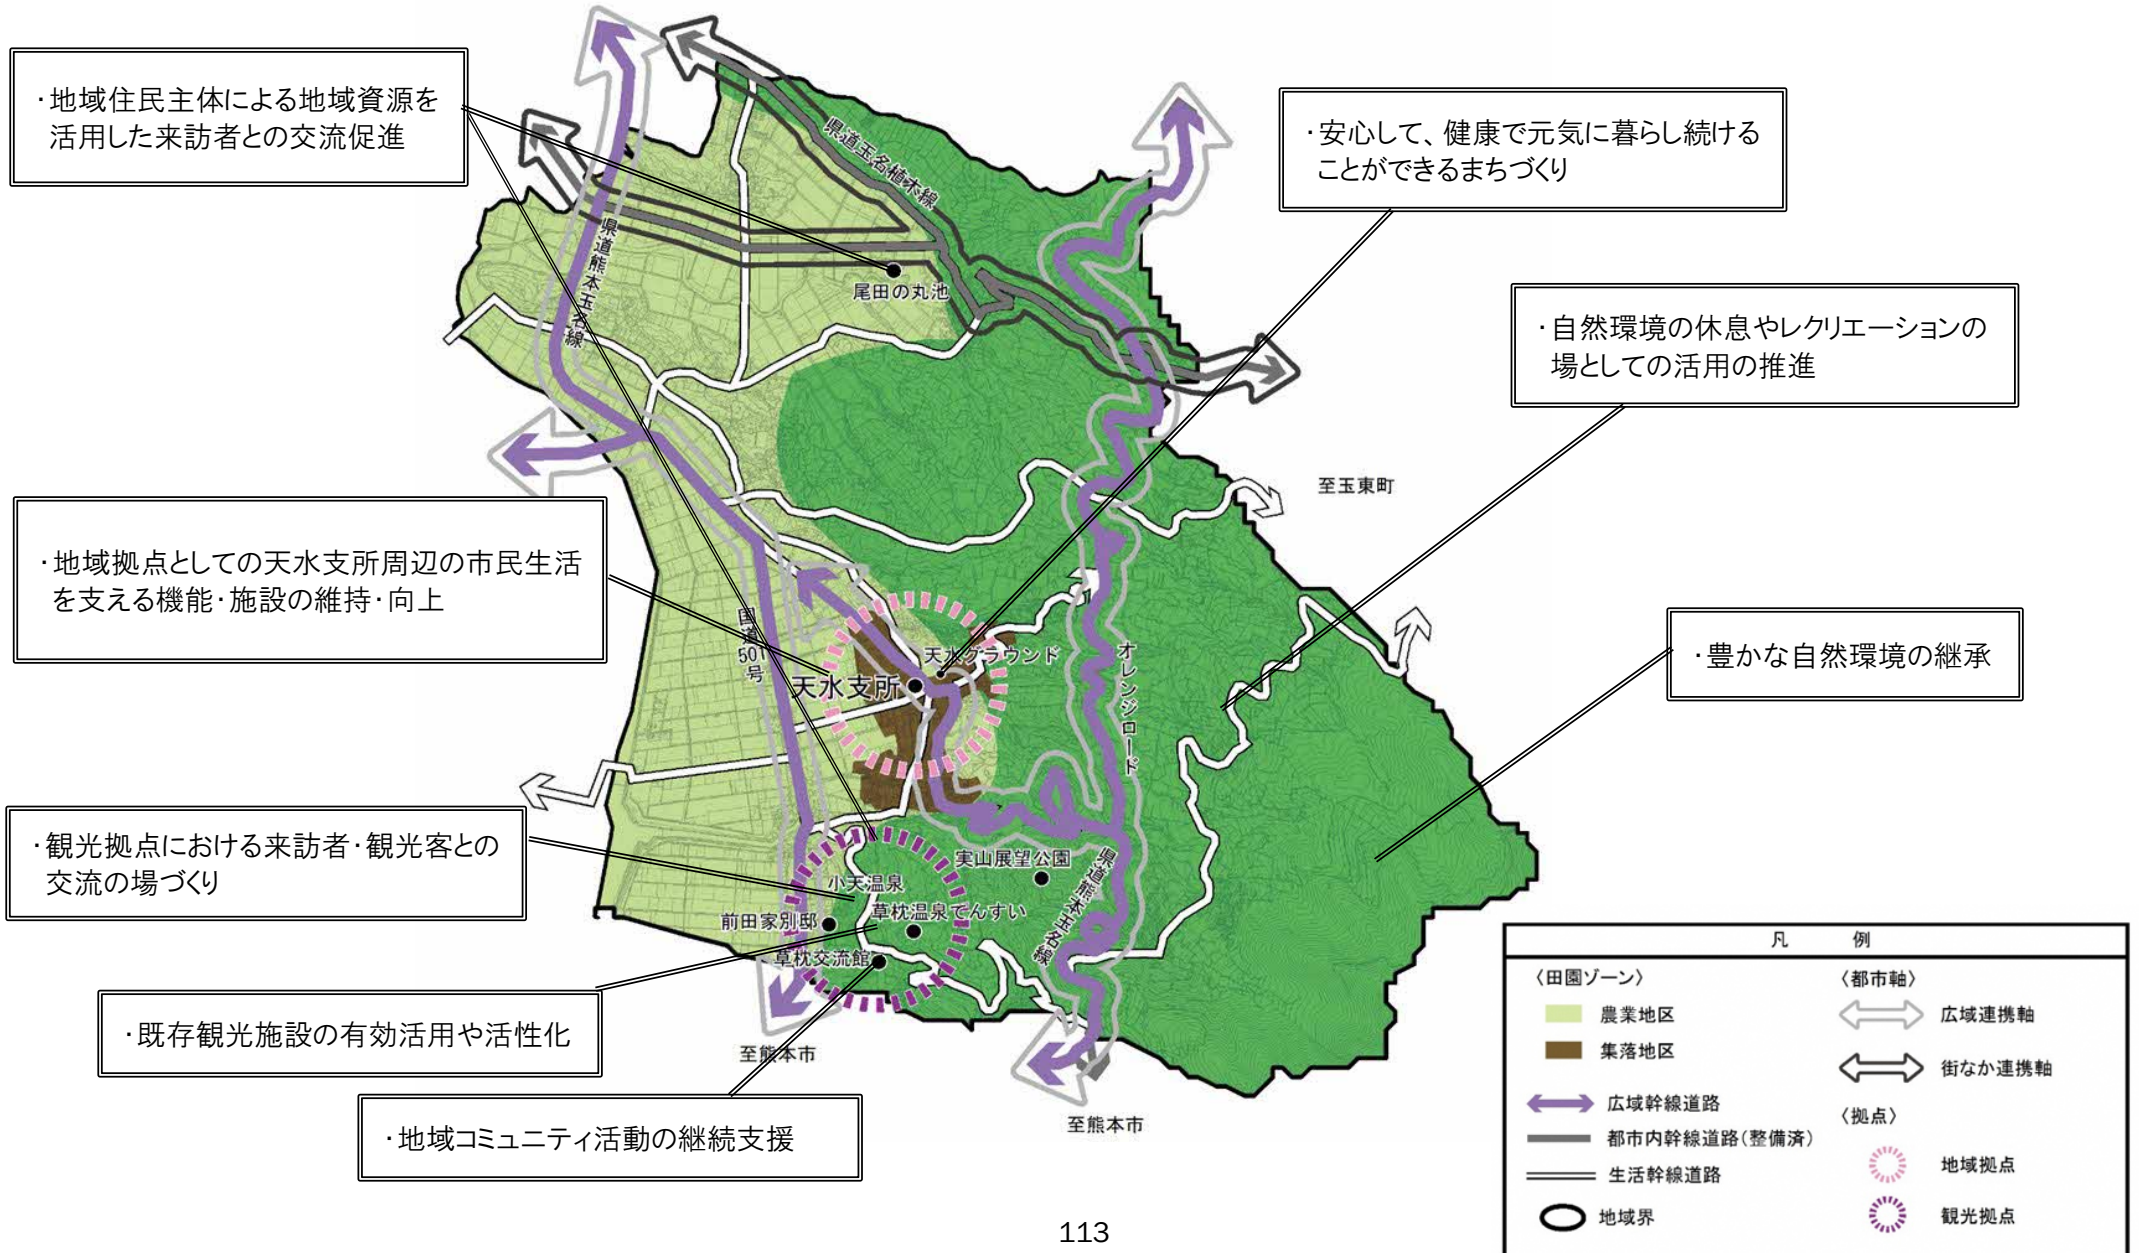 ・地域住民主体による地域資源を
活用した来訪者との交流促進
・安心して、健康で元気に暮らし続ける
ことができるまちづくり
・自然環境の休息やレクリエーションの
場としての活用の推進
・地域拠点としての天水支所周辺の市民生活
を支える機能・施設の維持・向上
・豊かな自然環境の継承
・観光拠点における来訪者・観光客との
交流の場づくり
・既存観光施設の有効活用や活性化
・地域コミュニティ活動の継続支援
県道玉名植木線
県道熊本玉名線
尾田の丸池
至玉東町
国道501号
天水グラウンド
天水支所
オレンジロード
実山展望公園
小天温泉
草枕温泉てんすい
前田家別邸
草枕交流館
県道熊本玉名線
至熊本市
至熊本市
凡 例
〈田園ゾーン〉
農業地区
集落地区
広域幹線道路
都市内幹線道路(整備済)
生活幹線道路
地域界
〈都市軸〉
広域連携軸
街なか連携軸
〈拠点〉
地域拠点
観光拠点
113